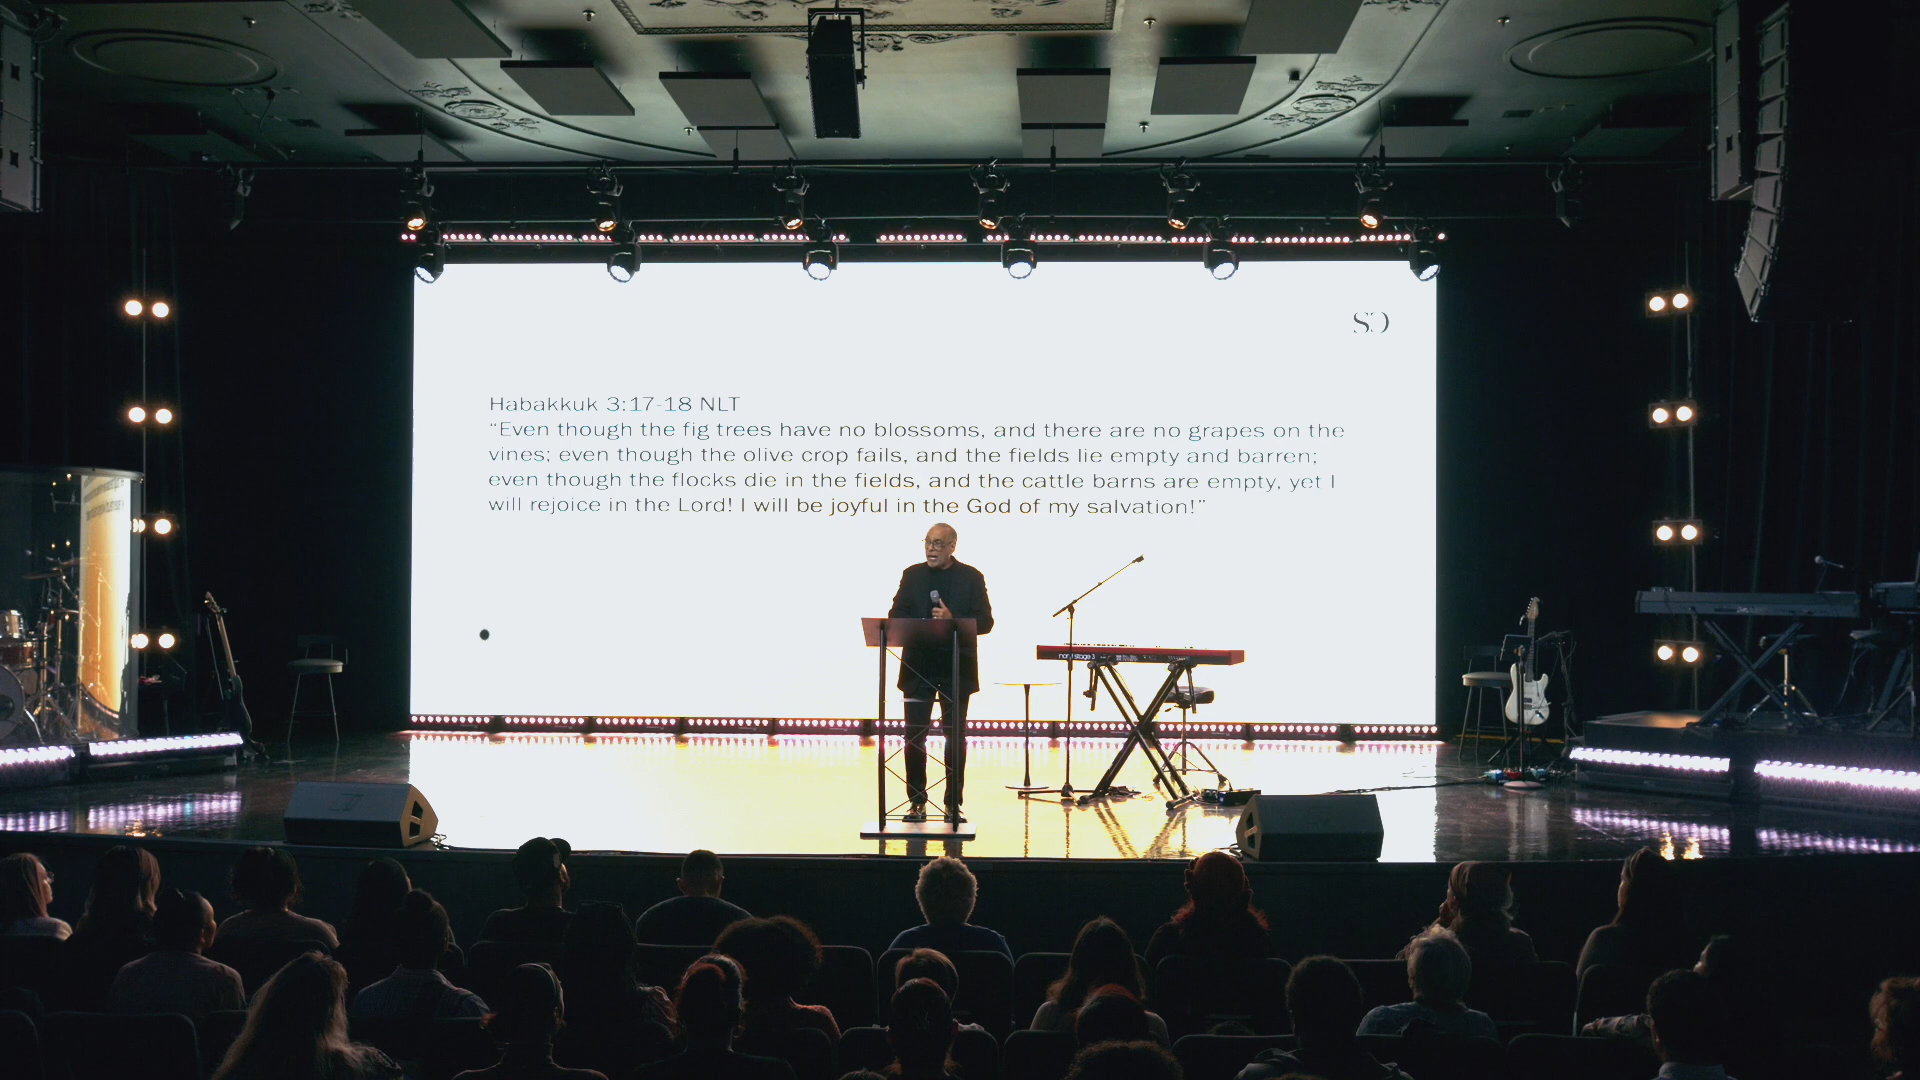 SO
Habakkuk 3:17-18 NLT
“Even though the fig trees have no blossoms, and there are no grapes on the
vines; even though the olive crop fails, and the fields lie empty and barren;
even though the flocks die in the fields, and the cattle barns are empty, yet I
will rejoice in the Lord! I will be joyful in the God of my salvation!”
nord stage 3